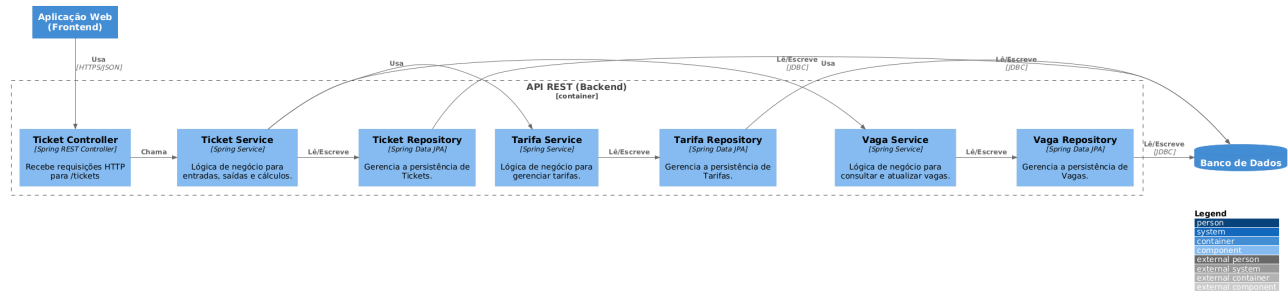 Aplicação Web
(Frontend)
Usa
[HTTPS/JSON]
Usa
Lê/Escreve
[JDBC]
Usa
Lê/Escreve
[JDBC]
API REST (Backend)
[container]
Ticket Controller
[Spring REST Controller]
Recebe requisições HTTP
para /tickets
Chama
Ticket Service
[Spring Service]
Lógica de negócio para
entradas, saídas e cálculos.
Lê/Escreve
Ticket Repository
[Spring Data JPA]
Gerencia a persistência de
Tickets.
Tarifa Service
[Spring Service]
Lógica de negócio para
gerenciar tarifas.
Lê/Escreve
Tarifa Repository
[Spring Data JPA]
Gerencia a persistência de
Tarifas.
Vaga Service
[Spring Service]
Lógica de negócio para
consultar e atualizar vagas.
Lê/Escreve
Vaga Repository
[Spring Data JPA]
Gerencia a persistência de
Vagas.
Lê/Escreve
[JDBC]
Banco de Dados
Legend
person
system
container
component
external person
external system
external container
external component